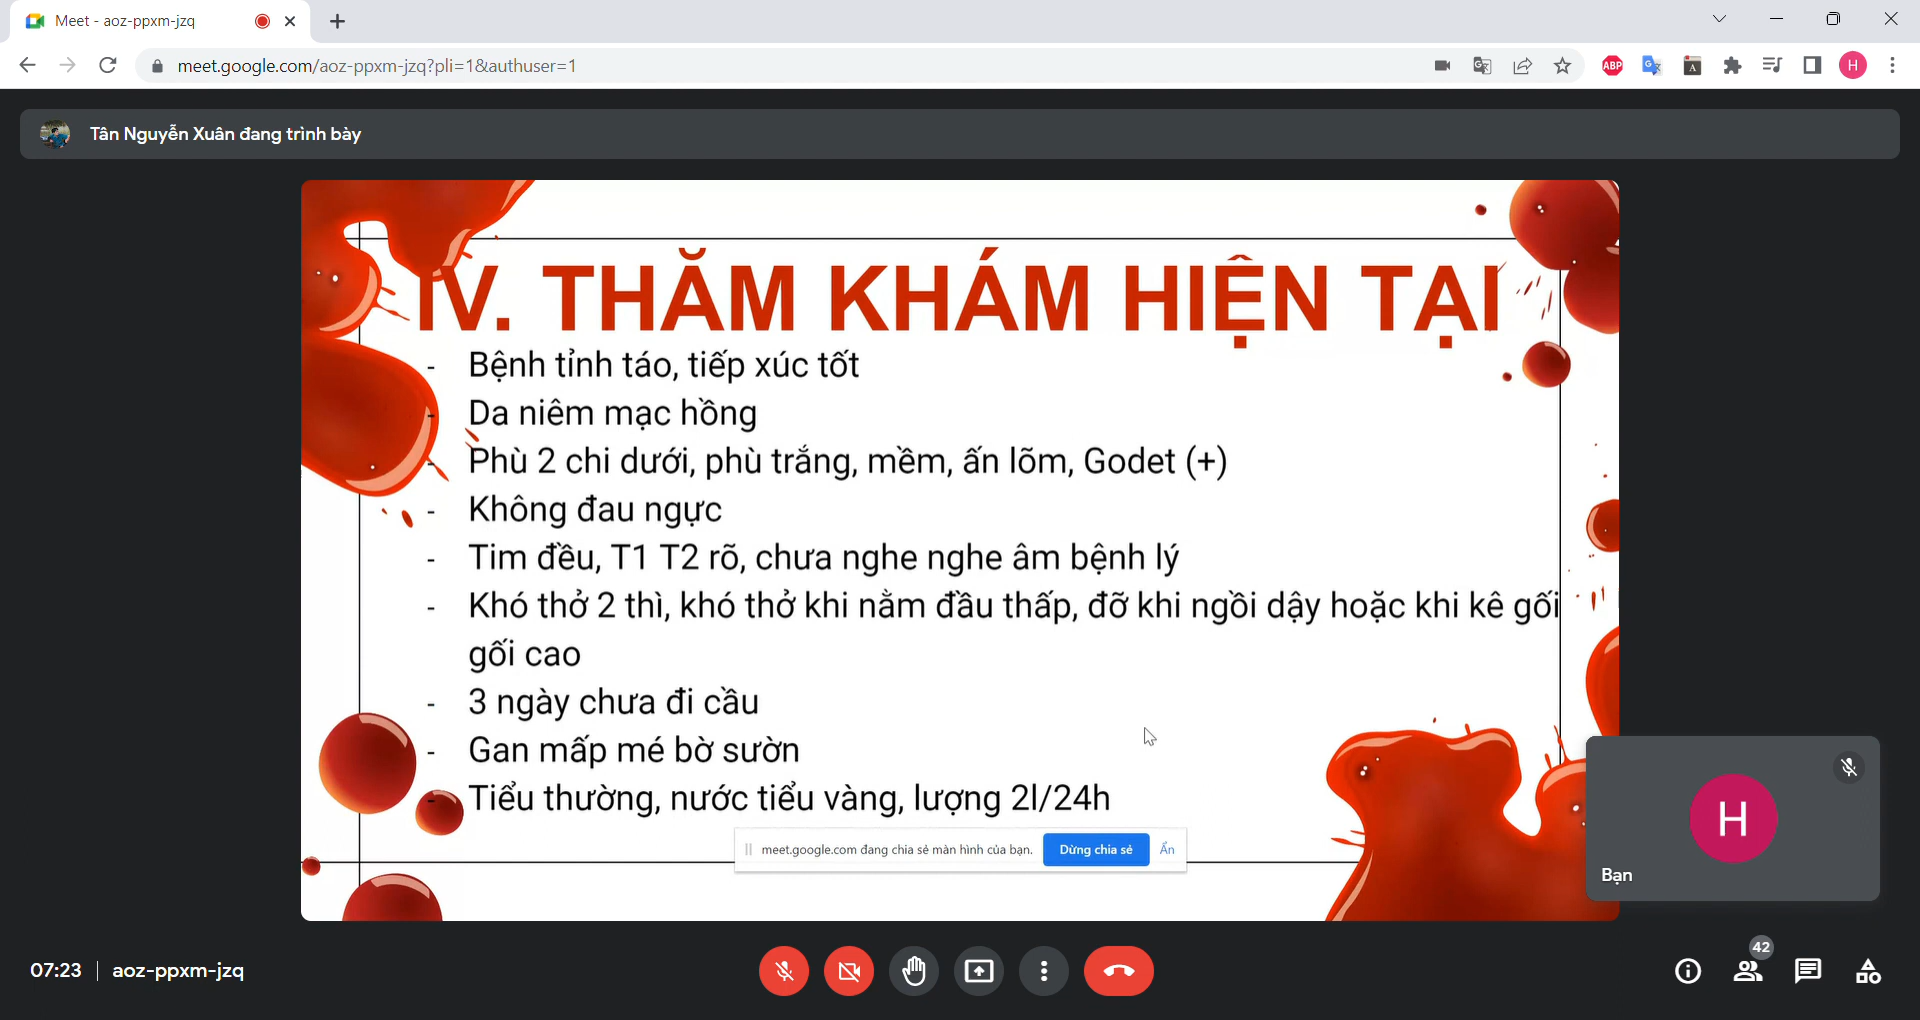 Meet - aoz-ppxm-jzq
meet.google.com/aoz-ppxm-jzq?pli=1&authuser=1
ABP
G
A
H
Tân Nguyễn Xuân đang trình bày
IV. THĂM KHÁM HIỆN TẠI
- Bệnh tỉnh táo, tiếp xúc tốt
- Da niêm mạc hồng
- Phù 2 chi dưới, phù trắng, mềm, ấn lõm, Godet (+)
- Không đau ngực
- Tim đều, T1 T2 rõ, chưa nghe nghe âm bệnh lý
- Khó thở 2 thì, khó thở khi nằm đầu thấp, đỡ khi ngồi dậy hoặc khi kê gối
gối cao
- 3 ngày chưa đi cầu
- Gan mấp mé bờ sườn
- Tiểu thường, nước tiểu vàng, lượng 2l/24h
meet.google.com đang chia sẻ màn hình của bạn. Dừng chia sẻ Ẩn
H
Bạn
07:23 | aoz-ppxm-jzq
42